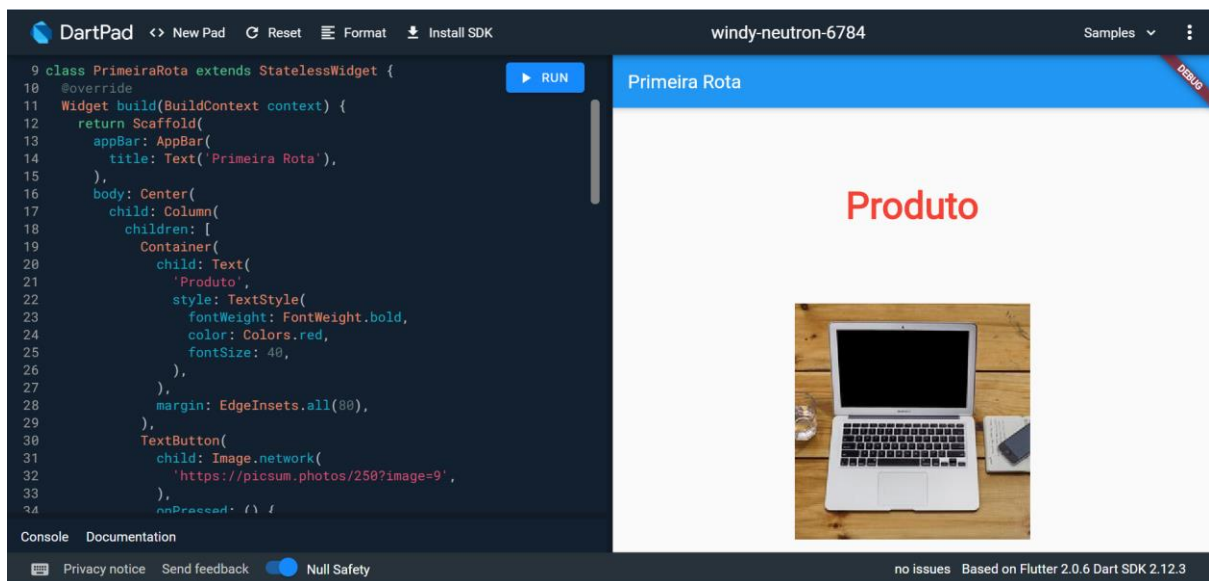 DartPad <> New Pad Reset Format Install SDK windy-neutron-6784 Samples
RUN
9 class PrimeiraRota extends StatelessWidget {
10 @override
11 Widget build(BuildContext context) {
12 return Scaffold(
13 appBar: AppBar(
14 title: Text('Primeira Rota'),
15 ),
16 body: Center(
17 child: Column(
18 children: [
19 Container(
20 child: Text(
21 'Produto',
22 style: TextStyle(
23 fontWeight: FontWeight.bold,
24 color: Colors.red,
25 fontSize: 40,
26 ),
27 ),
28 margin: EdgeInsets.all(80),
29 ),
30 TextButton(
31 child: Image.network(
32 'https://picsum.photos/250?image=9',
33 ),
34 onPressed: () {
Console Documentation
Primeira Rota
DEBUG
Produto
Privacy notice Send feedback Null Safety no issues Based on Flutter 2.0.6 Dart SDK 2.12.3